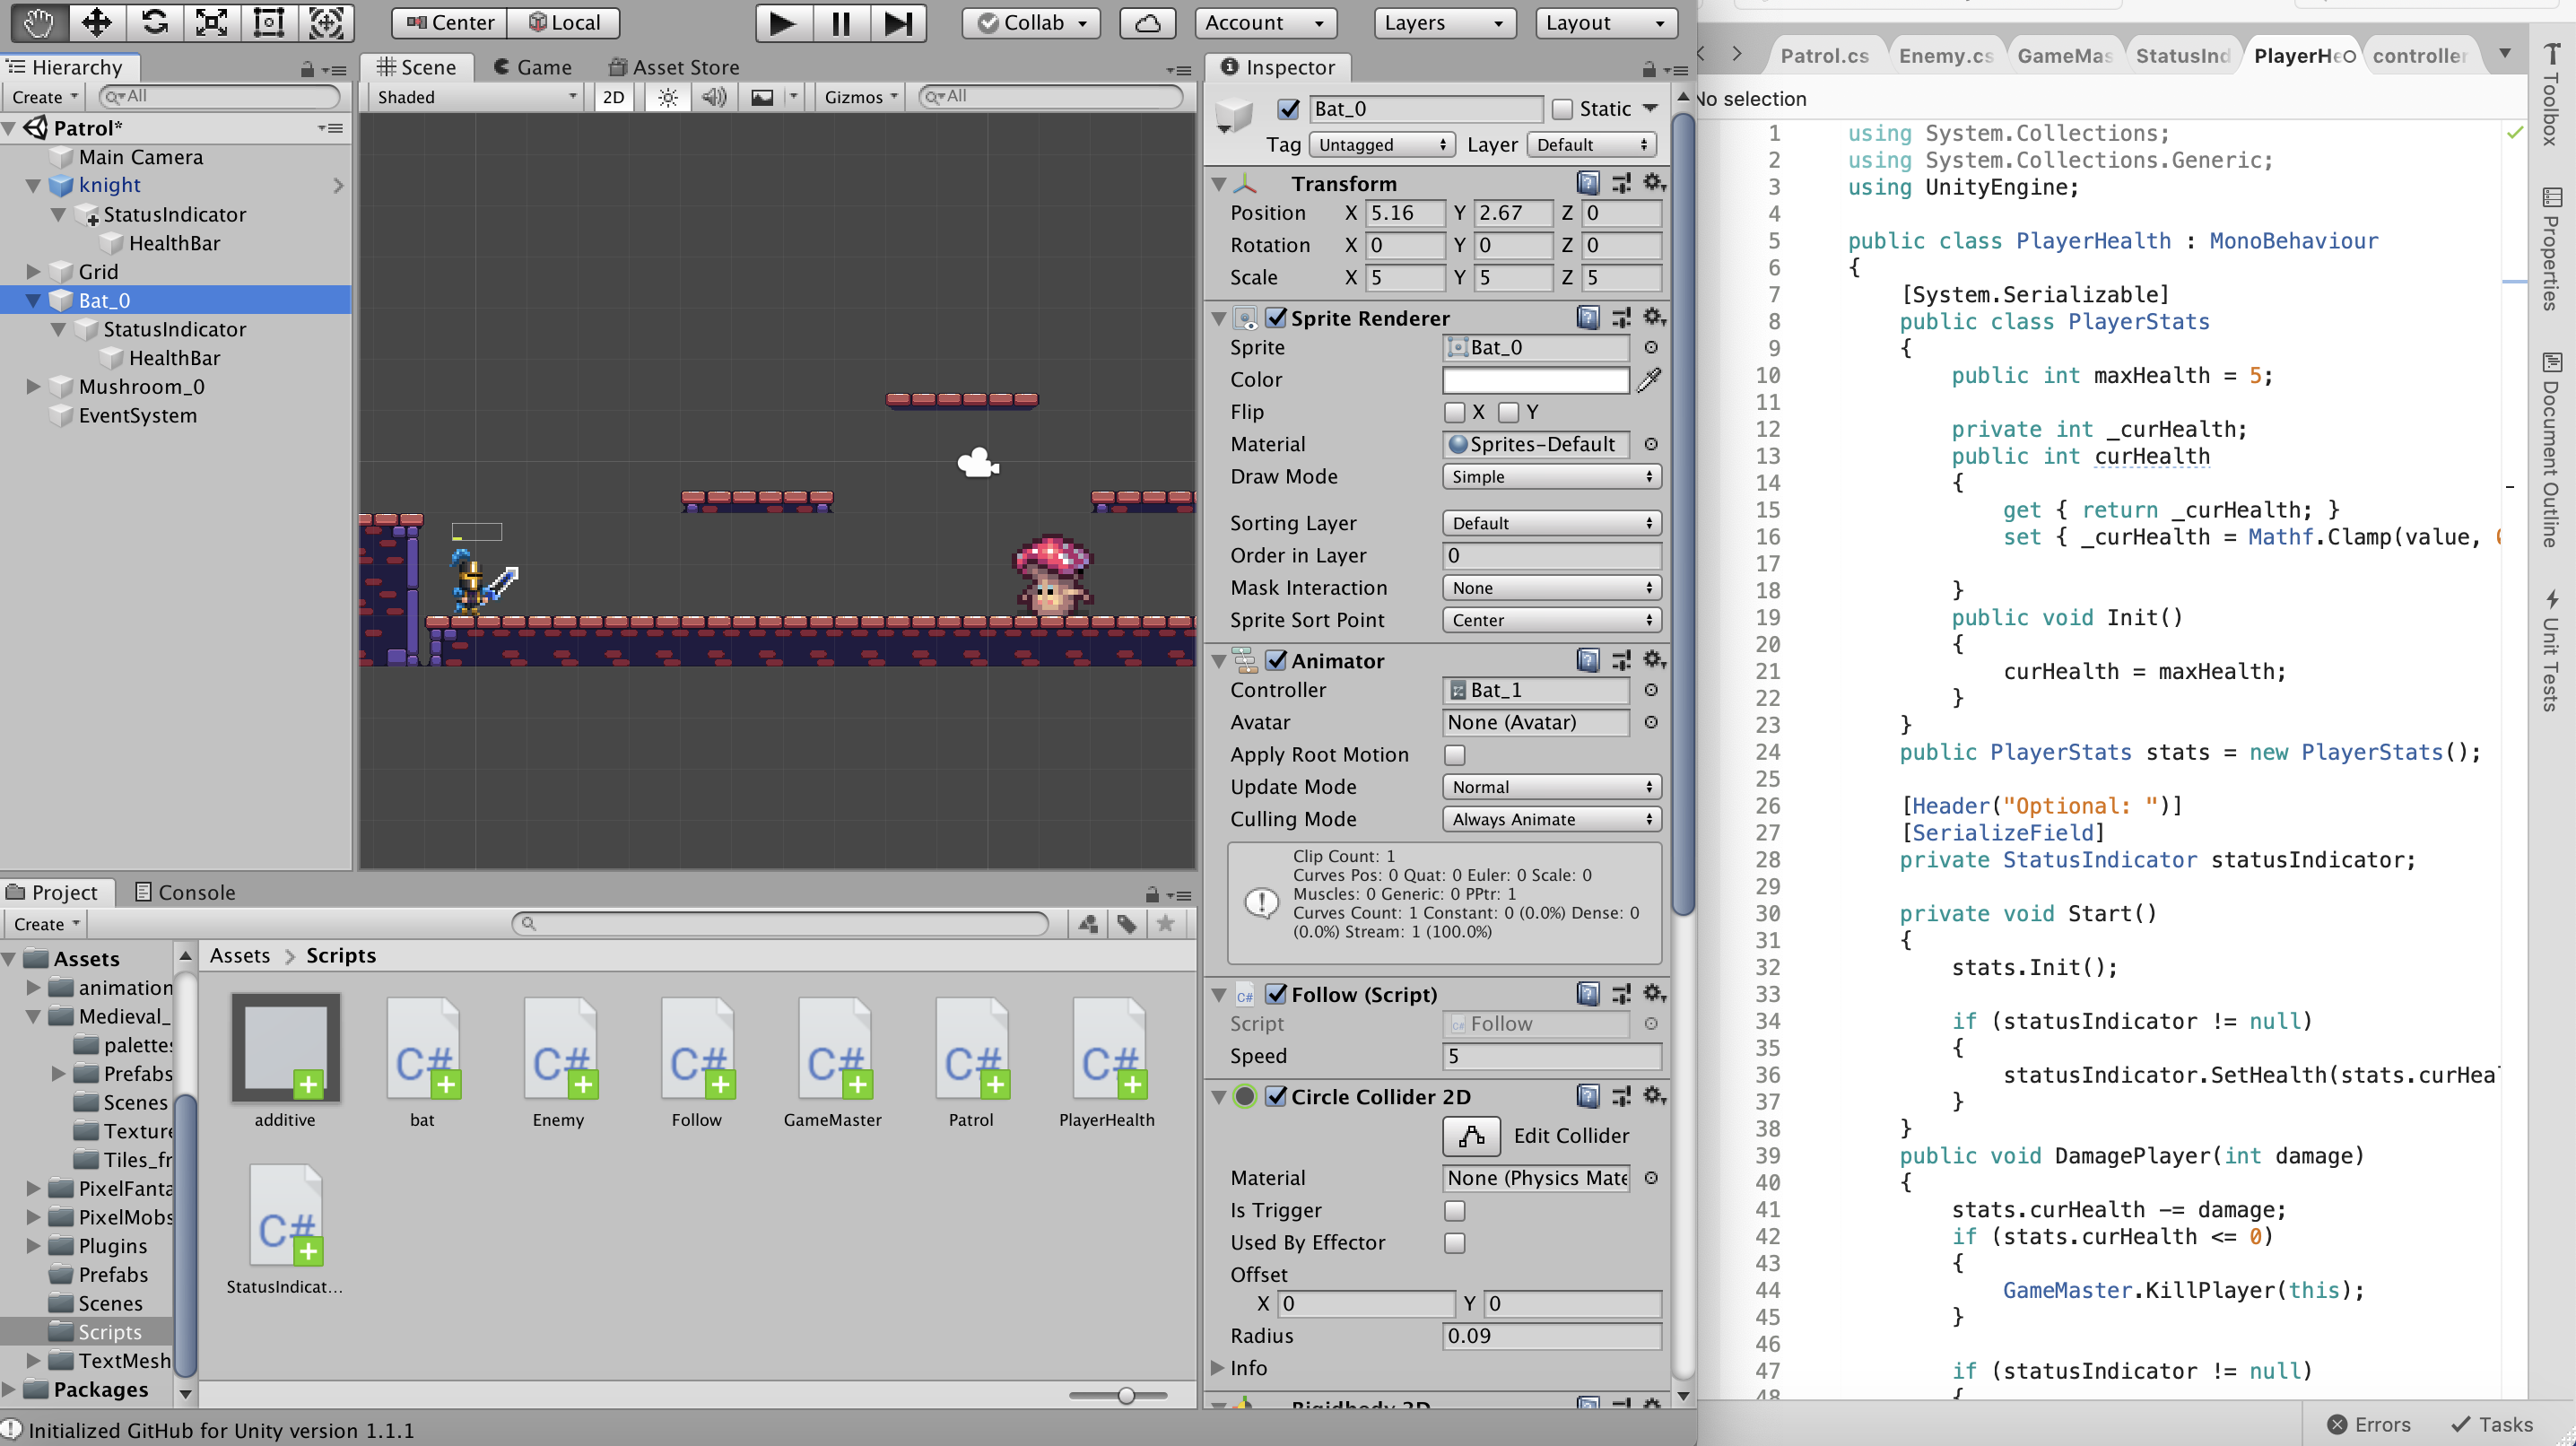 Center
Local
Collab
Account
Layers
Layout
Hierarchy
Create
All
Patrol*
Main Camera
knight
StatusIndicator
HealthBar
Grid
Bat_0
StatusIndicator
HealthBar
Mushroom_0
EventSystem
Scene
Game
Asset Store
Shaded
2D
Gizmos
All
Inspector
Bat_0
Static
Tag Untagged Layer Default
Transform
Position X 5.16 Y 2.67 Z 0
Rotation X 0 Y 0 Z 0
Scale X 5 Y 5 Z 5
Sprite Renderer
Sprite Bat_0
Color
Flip X Y
Material Sprites-Default
Draw Mode Simple
Sorting Layer Default
Order in Layer 0
Mask Interaction None
Sprite Sort Point Center
Animator
Controller Bat_1
Avatar None (Avatar)
Apply Root Motion
Update Mode Normal
Culling Mode Always Animate
Clip Count: 1
Curves Pos: 0 Quat: 0 Euler: 0 Scale: 0
Muscles: 0 Generic: 0 PPtr: 1
Curves Count: 1 Constant: 0 (0.0%) Dense: 0
(0.0%) Stream: 1 (100.0%)
Follow (Script)
Script Follow
Speed 5
Circle Collider 2D
Edit Collider
Material None (Physics Mate
Is Trigger
Used By Effector
Offset
X 0 Y 0
Radius 0.09
Info
Rigidbody 2D
Project
Console
Create
Assets
animation
Medieval_
palettes
Prefabs
Scenes
Texture
Tiles_fr
PixelFanta
PixelMobs
Plugins
Prefabs
Scenes
Scripts
TextMesh
Packages
Assets > Scripts
additive
C# bat
C# Enemy
C# Follow
C# GameMaster
C# Patrol
C# PlayerHealth
C# StatusIndicat...
Initialized GitHub for Unity version 1.1.1
Patrol.cs
Enemy.cs
GameMas
StatusInd
PlayerHe
controller
No selection
1 using System.Collections;
2 using System.Collections.Generic;
3 using UnityEngine;
4
5 public class PlayerHealth : MonoBehaviour
6 {
7 [System.Serializable]
8 public class PlayerStats
9 {
10 public int maxHealth = 5;
11
12 private int _curHealth;
13 public int curHealth
14 {
15 get { return _curHealth; }
16 set { _curHealth = Mathf.Clamp(value, 0
17
18 }
19 public void Init()
20 {
21 curHealth = maxHealth;
22 }
23 }
24 public PlayerStats stats = new PlayerStats();
25
26 [Header("Optional: ")]
27 [SerializeField]
28 private StatusIndicator statusIndicator;
29
30 private void Start()
31 {
32 stats.Init();
33
34 if (statusIndicator != null)
35 {
36 statusIndicator.SetHealth(stats.curHeal
37 }
38 }
39 public void DamagePlayer(int damage)
40 {
41 stats.curHealth -= damage;
42 if (stats.curHealth <= 0)
43 {
44 GameMaster.KillPlayer(this);
45 }
46
47 if (statusIndicator != null)
48 {
Toolbox
Properties
Document Outline
Unit Tests
Errors
Tasks